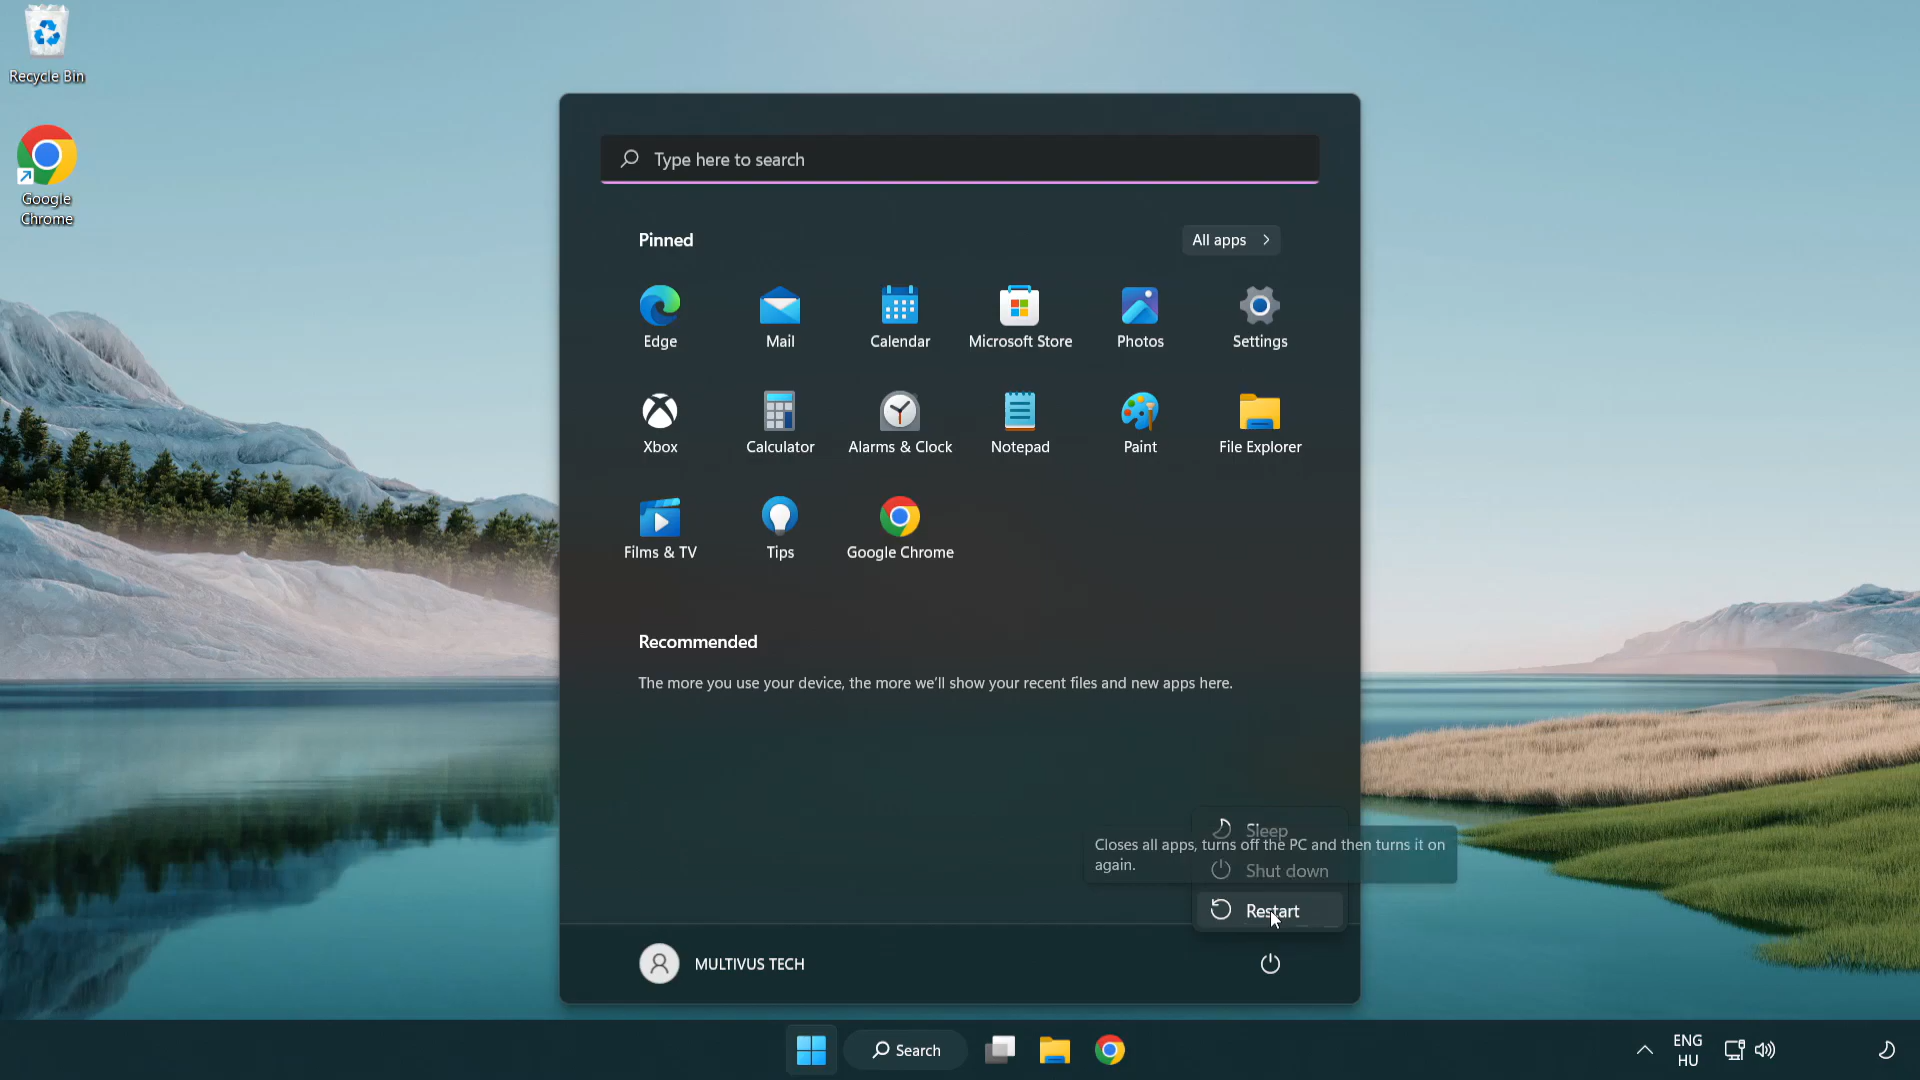 Recycle Bin
Google
Chrome
Type here to search
Pinned
All apps
Edge
Mail
Calendar
Microsoft Store
Photos
Settings
Xbox
Calculator
Alarms & Clock
Notepad
Paint
File Explorer
Films & TV
Tips
Google Chrome
Recommended
The more you use your device, the more we'll show your recent files and new apps here.
Sleep
Closes all apps, turns off the PC and then turns it on
again.
Shut down
Restart
MULTIVUS TECH
Search
ENG
HU